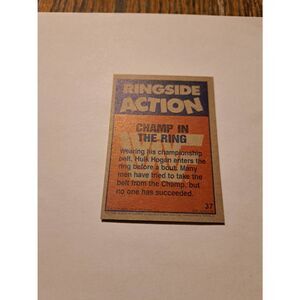 RINGSIDE
ACTION
CHAMP IN
THE RING
Wearing his championship
belt, Hulk Hogan enters the
ring before a bout. Many
men have tried to take the
belt from the Champ, but
no one has succeeded.
37